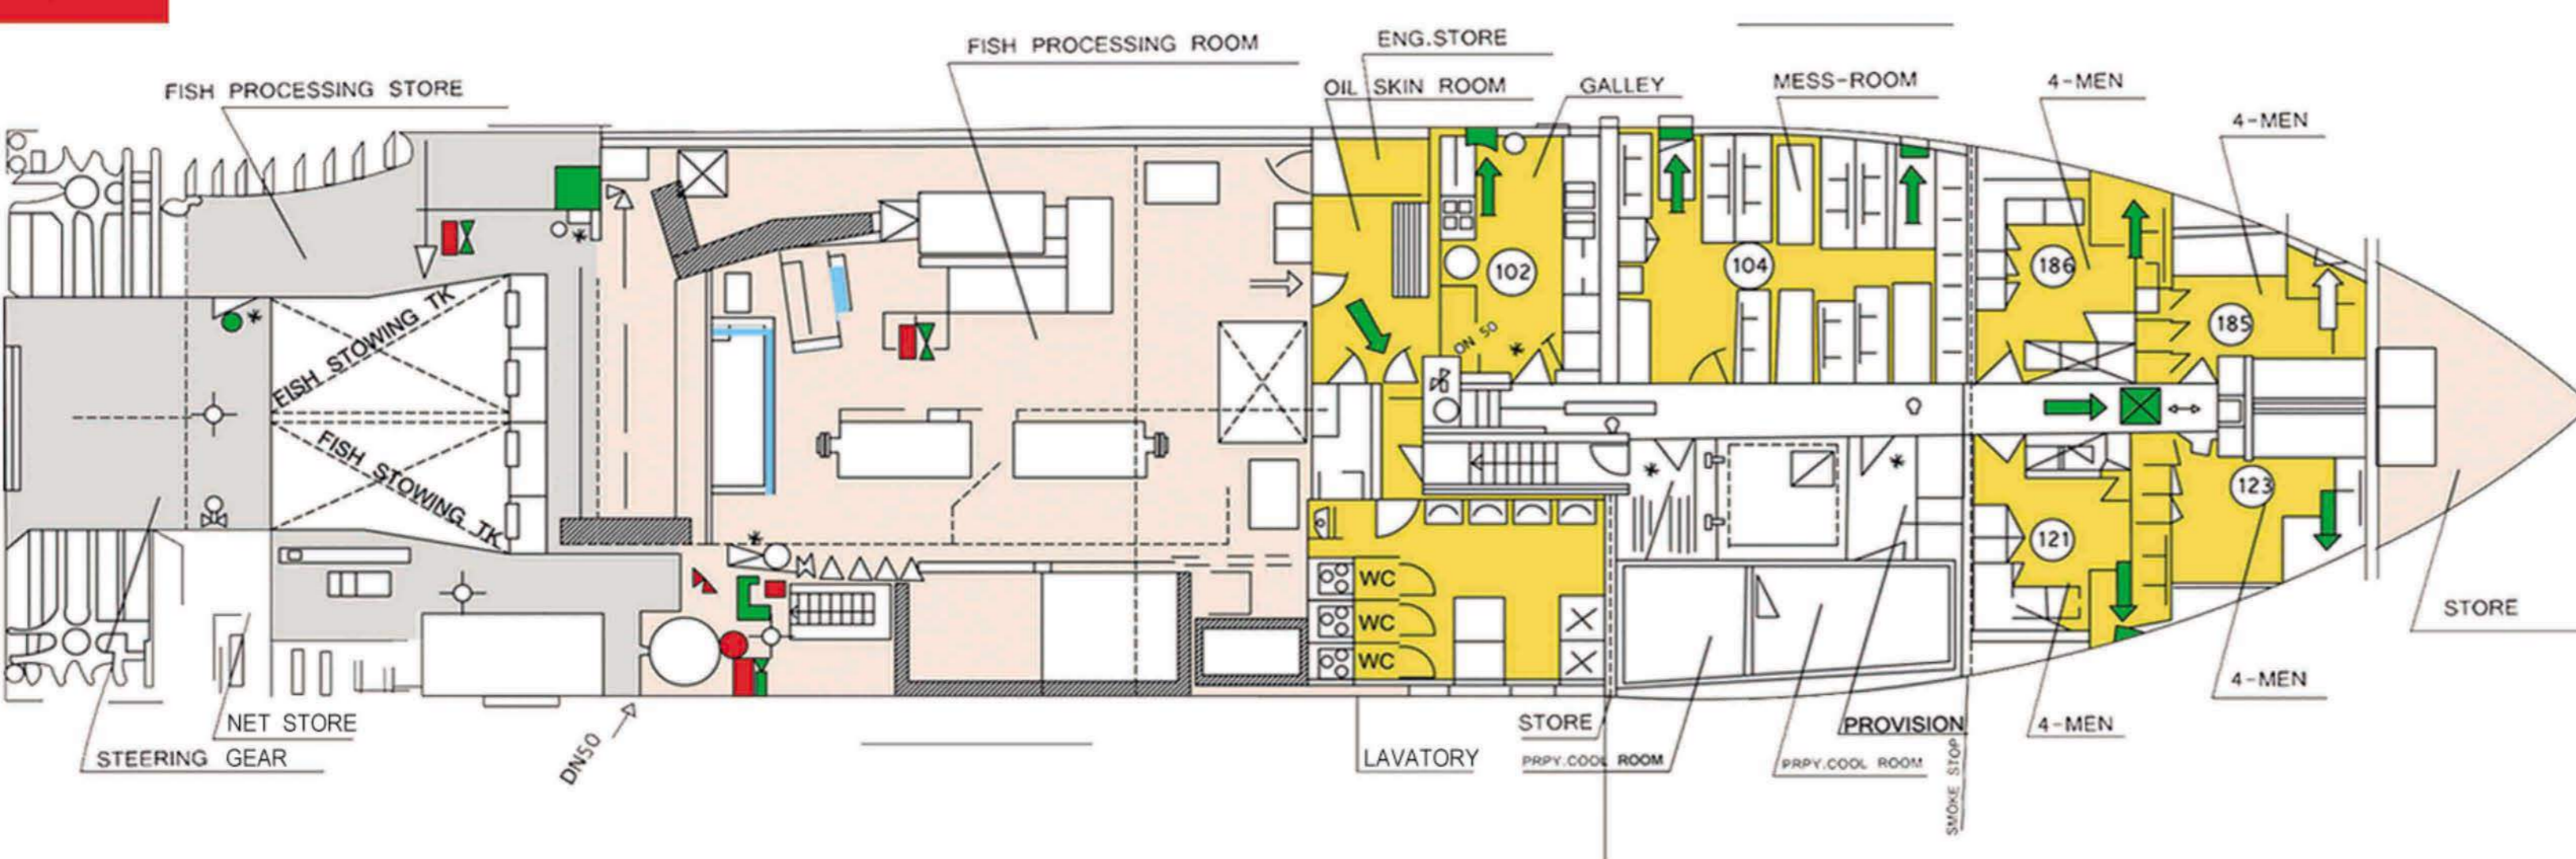 ENG.STORE
FISH PROCESSING ROOM
FISH PROCESSING STORE
OIL SKIN ROOM
GALLEY
MESS-ROOM
4-MEN
4-MEN
102
104
186
185
FISH STOWING TK
DN 50
FISH STOWING TK
123
121
WC
WC
WC
STORE
4-MEN
NET STORE
STORE
PROVISION
4-MEN
STEERING GEAR
DN50
LAVATORY
PRPY.COOL ROOM
PRPY.COOL ROOM
SMOKE STOP